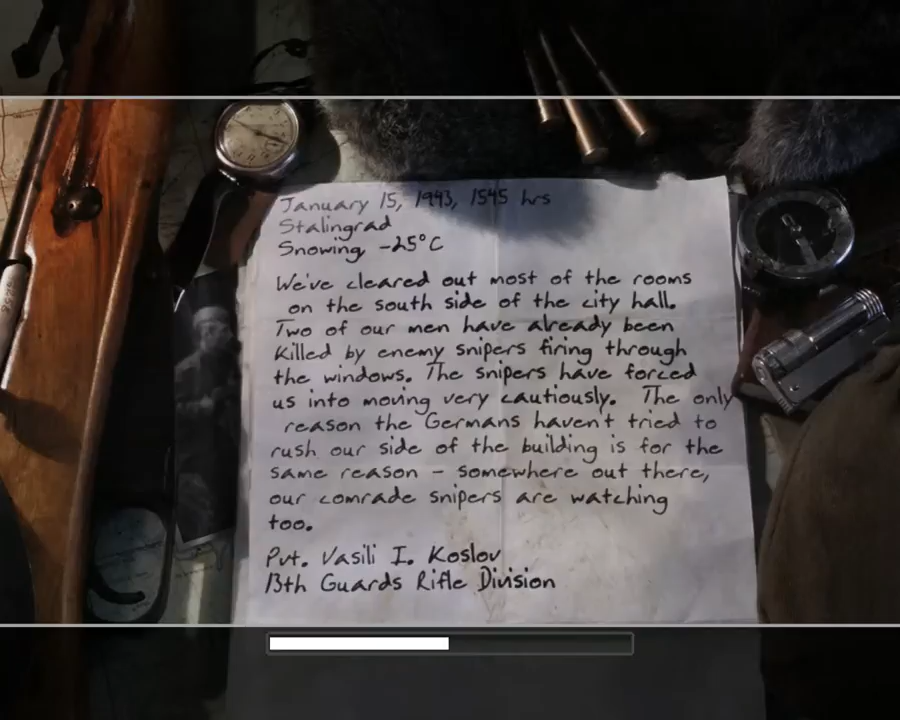 January 15, 1943, 1545 hrs
Stalingrad
Snowing, -25°C
We've cleared out most of the rooms
on the south side of the city hall.
Two of our men have already been
killed by enemy snipers firing through
the windows. The snipers have forced
us into moving very cautiously. The only
reason the Germans haven't tried to
rush our side of the building is for the
same reason - somewhere out there,
our comrade snipers are watching
too.
Pvt. Vasili I. Koslov
13th Guards Rifle Division